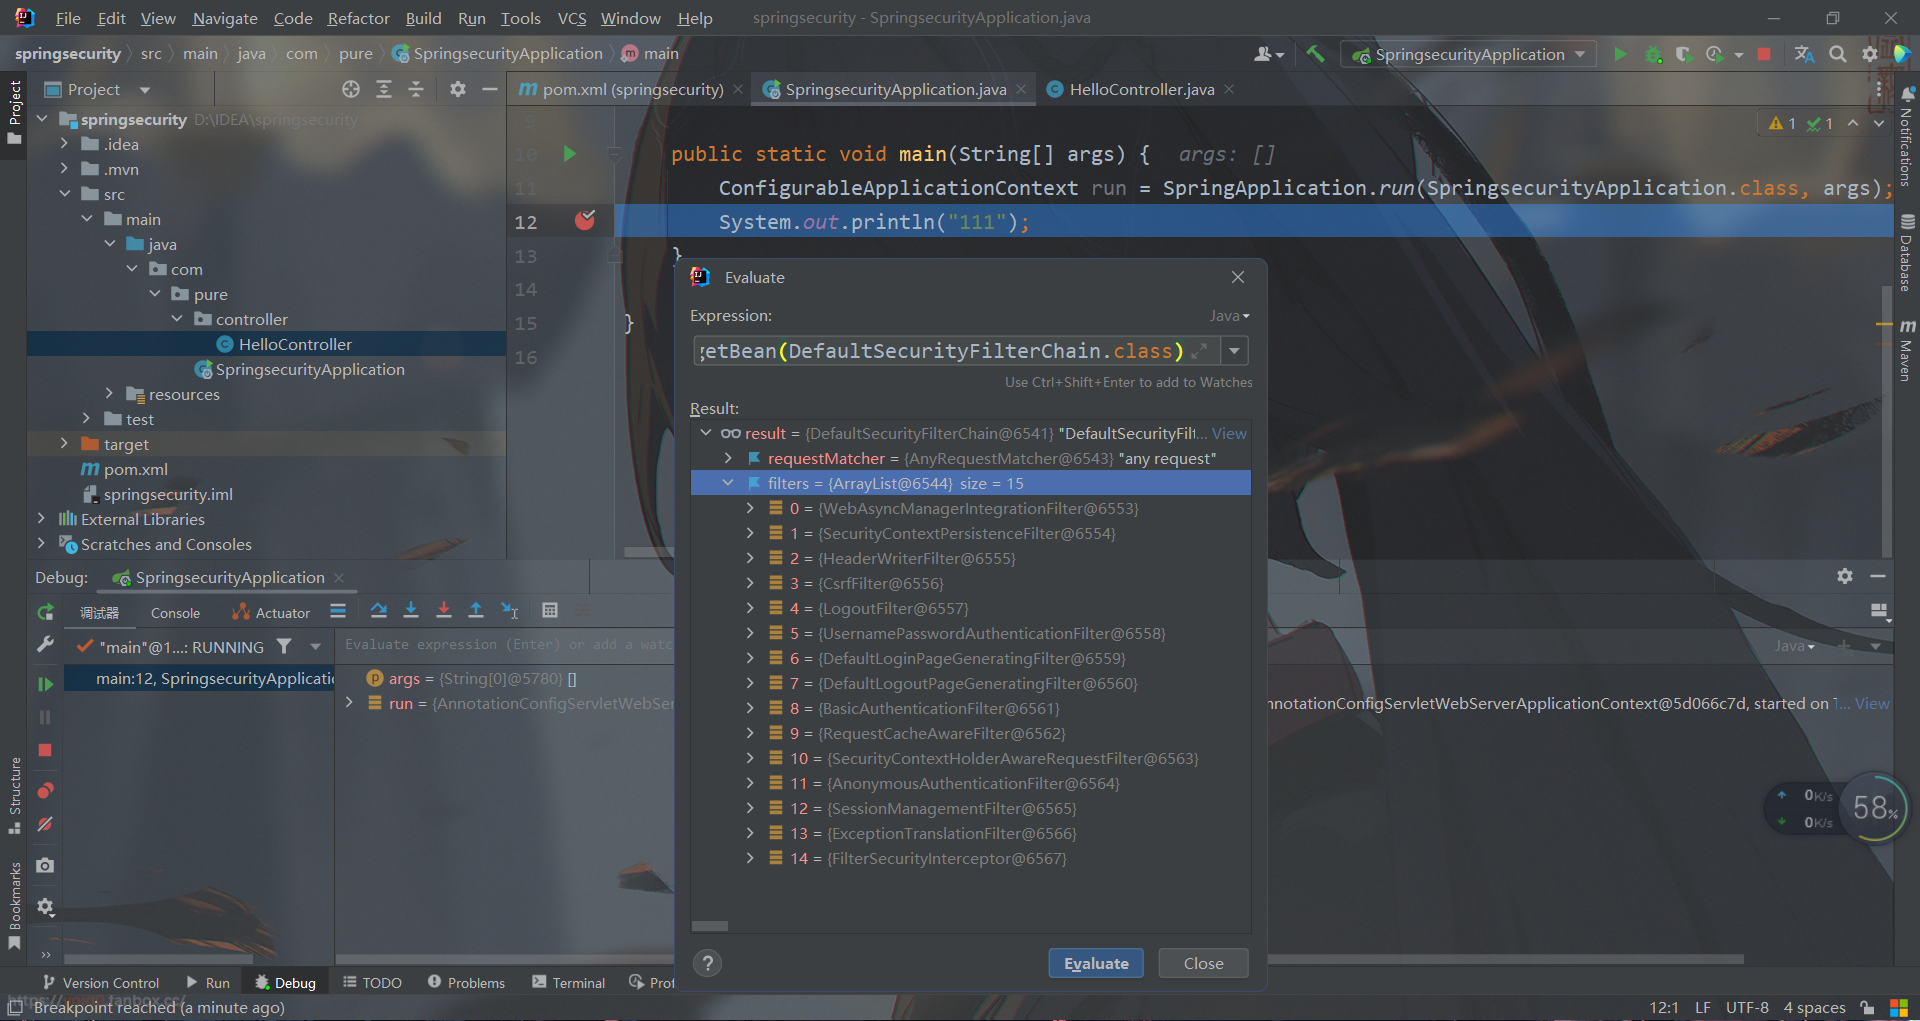 File Edit View Navigate Code Refactor Build Run Tools VCS Window Help springsecurity - SpringsecurityApplication.java
springsecurity src main java com pure SpringsecurityApplication main
SpringsecurityApplication
Project
pom.xml (springsecurity) SpringsecurityApplication.java HelloController.java
springsecurity D:\IDEA\springsecurity
.idea
.mvn
src
main
java
com
pure
controller
HelloController
SpringsecurityApplication
resources
test
target
pom.xml
springsecurity.iml
External Libraries
Scratches and Consoles
1 1
9
10 public static void main(String[] args) { args: []
11 ConfigurableApplicationContext run = SpringApplication.run(SpringsecurityApplication.class, args);
12 System.out.println("111");
13 }
14
15 }
16
Evaluate
Expression:
Java
getBean(DefaultSecurityFilterChain.class)
Use Ctrl+Shift+Enter to add to Watches
Result:
result = {DefaultSecurityFilterChain@6541} "DefaultSecurityFilt... View
requestMatcher = {AnyRequestMatcher@6543} "any request"
filters = {ArrayList@6544} size = 15
0 = {WebAsyncManagerIntegrationFilter@6553}
1 = {SecurityContextPersistenceFilter@6554}
2 = {HeaderWriterFilter@6555}
3 = {CsrfFilter@6556}
4 = {LogoutFilter@6557}
5 = {UsernamePasswordAuthenticationFilter@6558}
6 = {DefaultLoginPageGeneratingFilter@6559}
7 = {DefaultLogoutPageGeneratingFilter@6560}
8 = {BasicAuthenticationFilter@6561}
9 = {RequestCacheAwareFilter@6562}
10 = {SecurityContextHolderAwareRequestFilter@6563}
11 = {AnonymousAuthenticationFilter@6564}
12 = {SessionManagementFilter@6565}
13 = {ExceptionTranslationFilter@6566}
14 = {FilterSecurityInterceptor@6567}
Evaluate
Close
Debug: SpringsecurityApplication
调试器 Console Actuator
"main"@1...: RUNNING
main:12, Springsecurity
Evaluate expression (Enter) or add a watc
Java
args = {String[0]@5780} []
run = {AnnotationConfigServletWebSer
nnotationConfigServletWebServerApplicationContext@5d066c7d, started on T... View
0K/s
0K/s
58%
Project
Structure
Bookmarks
Notifications
Database
Maven
Version Control Run Debug TODO Problems Terminal Prof
Breakpoint reached (a minute ago)
12:1 LF UTF-8 4 spaces